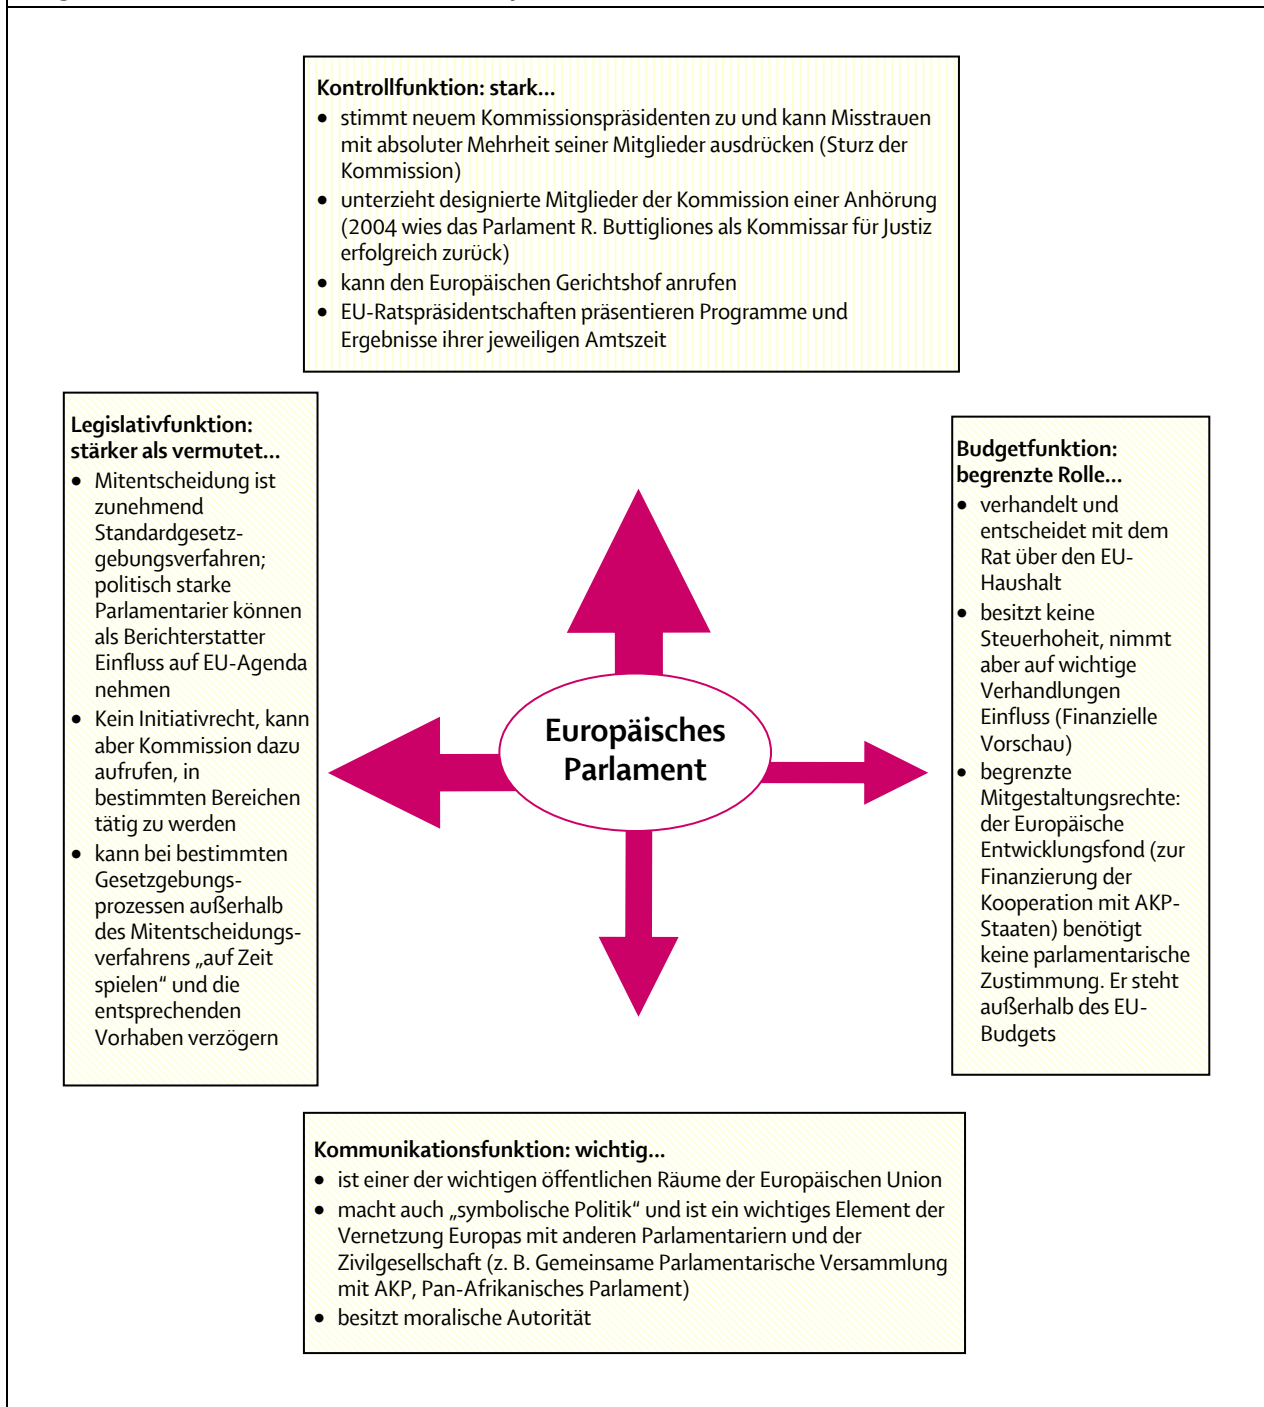 Kontrollfunktion: stark...
• stimmt neuem Kommissionspräsidenten zu und kann Misstrauen
mit absoluter Mehrheit seiner Mitglieder ausdrücken (Sturz der
Kommission)
• unterzieht designierte Mitglieder der Kommission einer Anhörung
(2004 wies das Parlament R. Buttigliones als Kommissar für Justiz
erfolgreich zurück)
• kann den Europäischen Gerichtshof anrufen
• EU-Ratspräsidentschaften präsentieren Programme und
Ergebnisse ihrer jeweiligen Amtszeit
Legislativfunktion:
stärker als vermutet...
• Mitentscheidung ist
zunehmend
Standardgesetz-
gebungsverfahren;
politisch starke
Parlamentarier können
als Berichterstatter
Einfluss auf EU-Agenda
nehmen
• Kein Initiativrecht, kann
aber Kommission dazu
aufrufen, in
bestimmten Bereichen
tätig zu werden
• kann bei bestimmten
Gesetzgebungs-
prozessen außerhalb
des Mitentscheidungs-
verfahrens „auf Zeit
spielen“ und die
entsprechenden
Vorhaben verzögern
Europäisches
Parlament
Budgetfunktion:
begrenzte Rolle...
• verhandelt und
entscheidet mit dem
Rat über den EU-
Haushalt
• besitzt keine
Steuerhoheit, nimmt
aber auf wichtige
Verhandlungen
Einfluss (Finanzielle
Vorschau)
• begrenzte
Mitgestaltungsrechte:
der Europäische
Entwicklungsfond (zur
Finanzierung der
Kooperation mit AKP-
Staaten) benötigt
keine parlamentarische
Zustimmung. Er steht
außerhalb des EU-
Budgets
Kommunikationsfunktion: wichtig...
• ist einer der wichtigen öffentlichen Räume der Europäischen Union
• macht auch „symbolische Politik“ und ist ein wichtiges Element der
Vernetzung Europas mit anderen Parlamentariern und der
Zivilgesellschaft (z. B. Gemeinsame Parlamentarische Versammlung
mit AKP, Pan-Afrikanisches Parlament)
• besitzt moralische Autorität